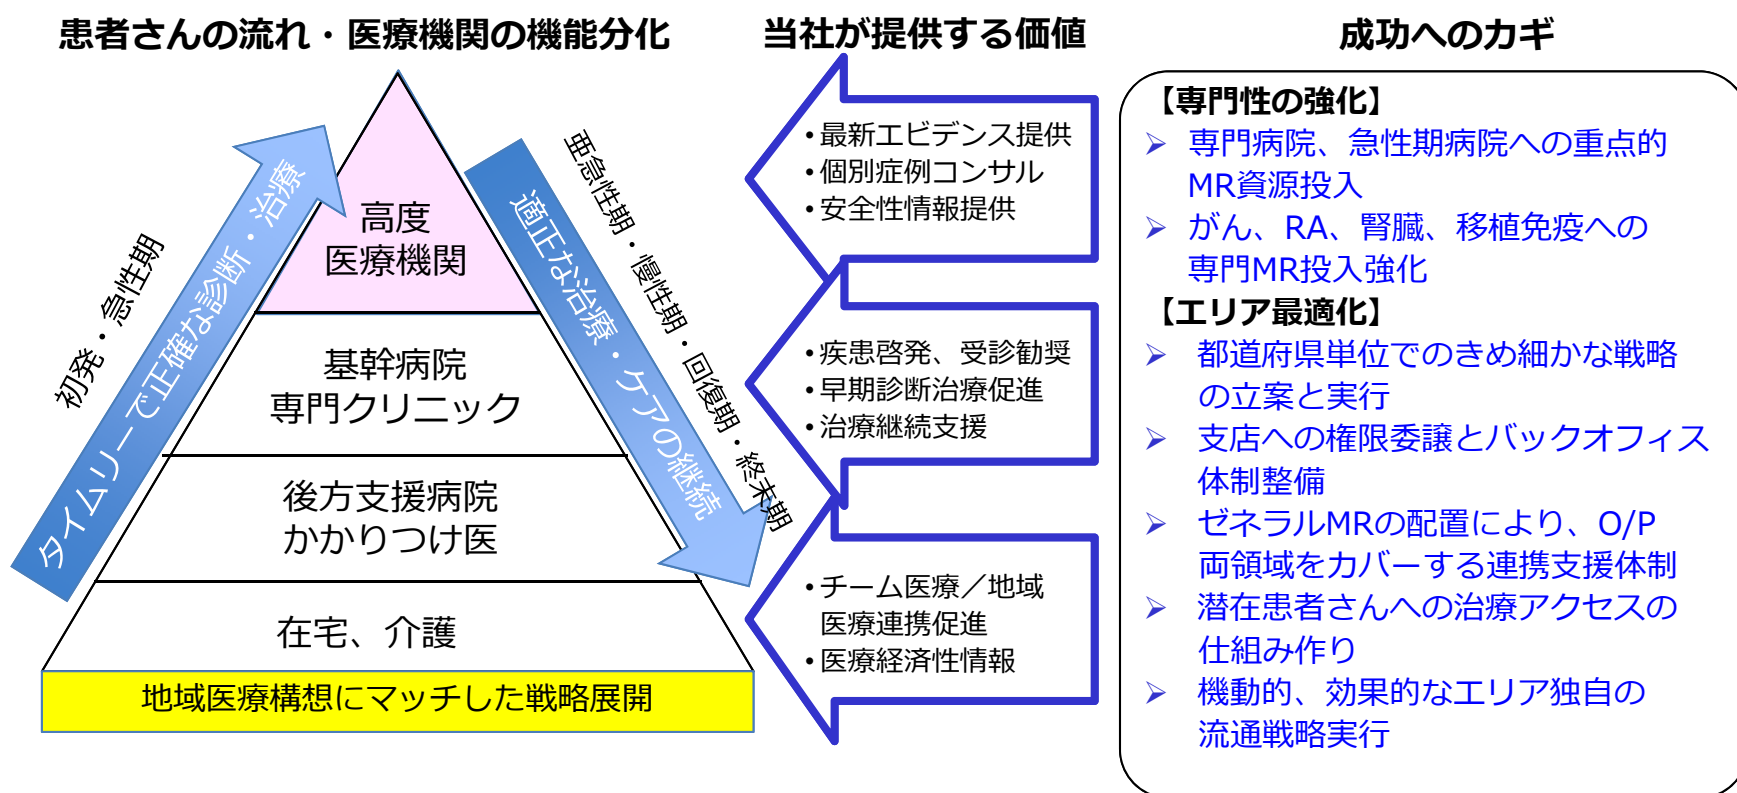 患者さんの流れ・医療機関の機能分化
初発・急性期
タイムリーで正確な診断・治療
高度
医療機関
基幹病院
専門クリニック
後方支援病院
かかりつけ医
在宅、介護
適正な治療・ケアの継続
亜急性期・慢性期・回復期・終末期
地域医療構想にマッチした戦略展開
当社が提供する価値
•最新エビデンス提供
•個別症例コンサル
•安全性情報提供
•疾患啓発、受診勧奨
•早期診断治療促進
•治療継続支援
•チーム医療／地域
医療連携促進
•医療経済性情報
成功へのカギ
【専門性の強化】
➢ 専門病院、急性期病院への重点的
MR資源投入
➢ がん、RA、腎臓、移植免疫への
専門MR投入強化
【エリア最適化】
➢ 都道府県単位でのきめ細かな戦略
の立案と実行
➢ 支店への権限委譲とバックオフィス
体制整備
➢ ゼネラルMRの配置により、O/P
両領域をカバーする連携支援体制
➢ 潜在患者さんへの治療アクセスの
仕組み作り
➢ 機動的、効果的なエリア独自の
流通戦略実行